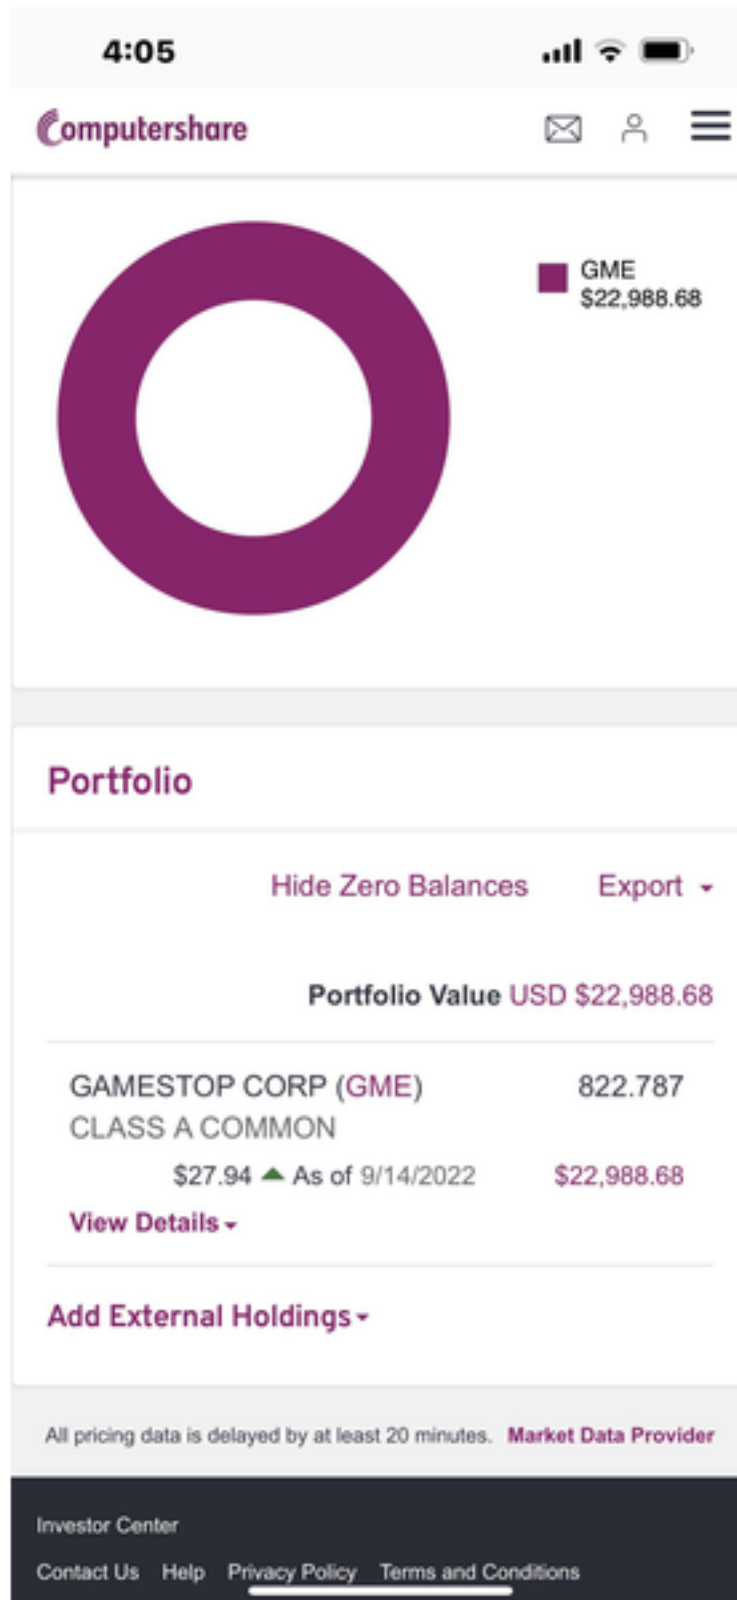 4:05
Computershare
GME
$22,988.68
Portfolio
Hide Zero Balances Export
Portfolio Value USD $22,988.68
GAMESTOP CORP (GME) 822.787
CLASS A COMMON
$27.94 As of 9/14/2022 $22,988.68
View Details
Add External Holdings
All pricing data is delayed by at least 20 minutes. Market Data Provider
Investor Center
Contact Us Help Privacy Policy Terms and Conditions